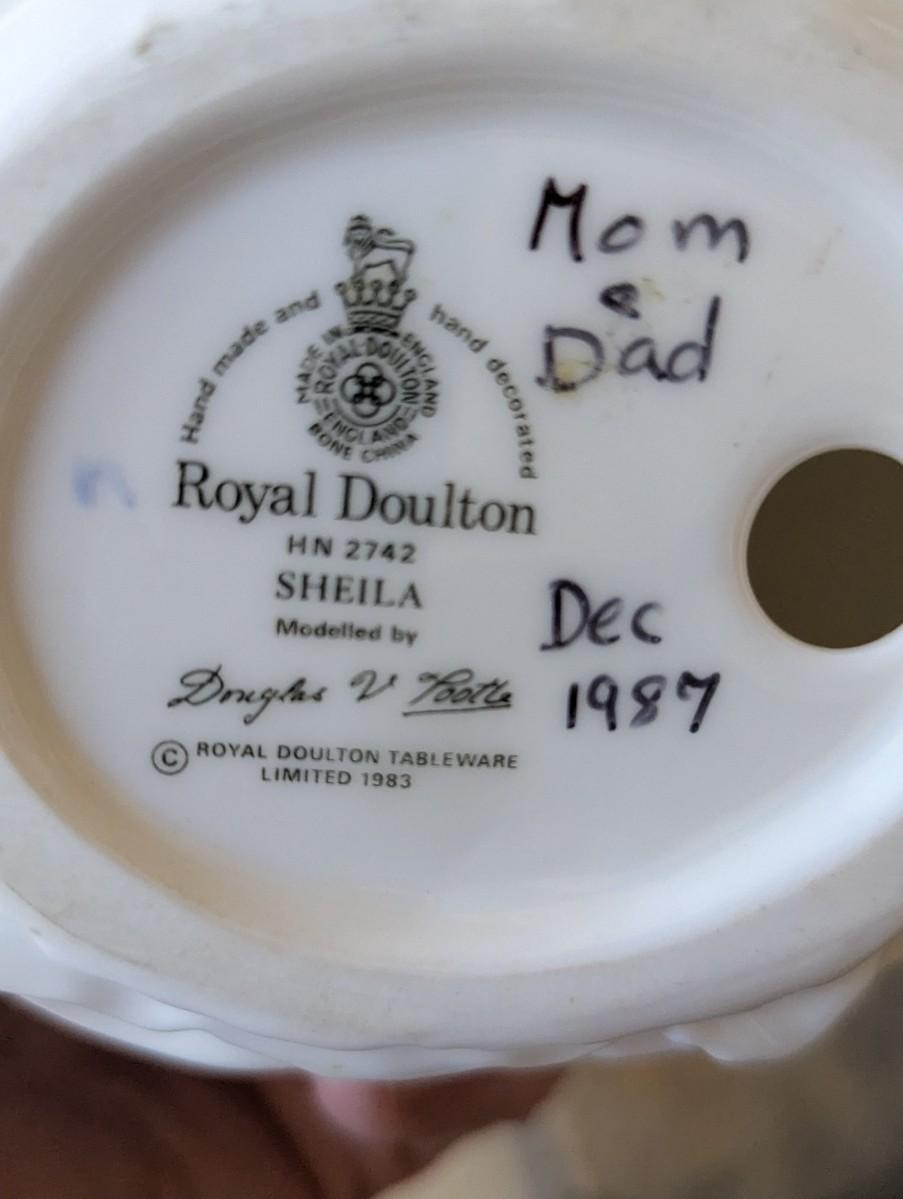 Hand made and hand decorated
MADE IN ENGLAND
ROYAL DOULTON
ENGLAND
BONE CHINA
Royal Doulton
HN 2742
SHEILA
Modelled by
Douglas V Tootle
© ROYAL DOULTON TABLEWARE
LIMITED 1983
n
Mom
&
Dad
Dec
1987